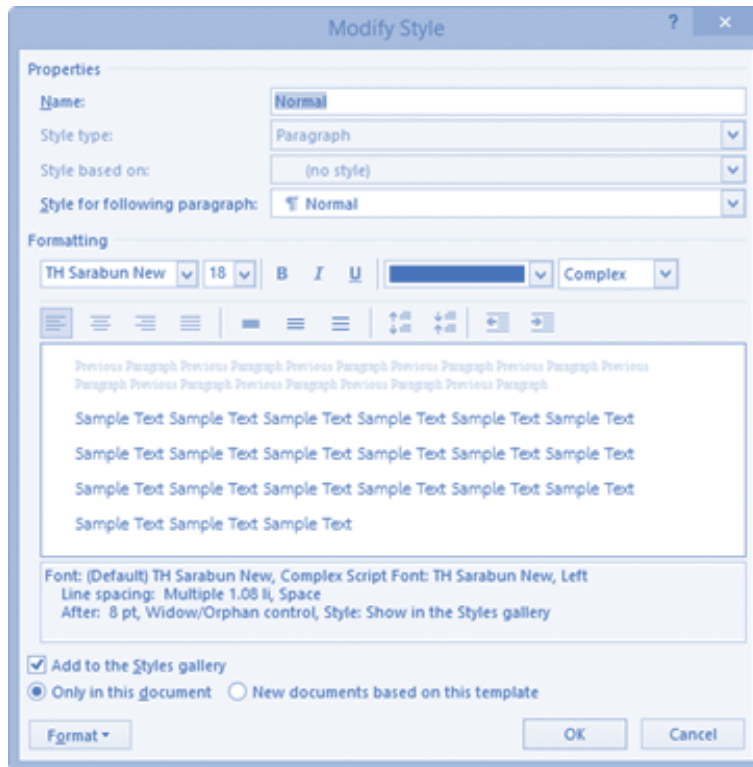 Modify Style
? ×
Properties
Name: Normal
Style type: Paragraph
Style based on: (no style)
Style for following paragraph: ¶ Normal
Formatting
TH Sarabun New 18 B I U Complex
Previous Paragraph Previous Paragraph Previous Paragraph Previous Paragraph Previous Paragraph Previous
Paragraph Previous Paragraph Previous Paragraph Previous Paragraph Previous Paragraph
Sample Text Sample Text Sample Text Sample Text Sample Text Sample Text
Sample Text Sample Text Sample Text Sample Text Sample Text Sample Text
Sample Text Sample Text Sample Text Sample Text Sample Text Sample Text
Sample Text Sample Text Sample Text
Font: (Default) TH Sarabun New, Complex Script Font: TH Sarabun New, Left
Line spacing: Multiple 1.08 li, Space
After: 8 pt, Widow/Orphan control, Style: Show in the Styles gallery
Add to the Styles gallery
Only in this document New documents based on this template
Format OK Cancel